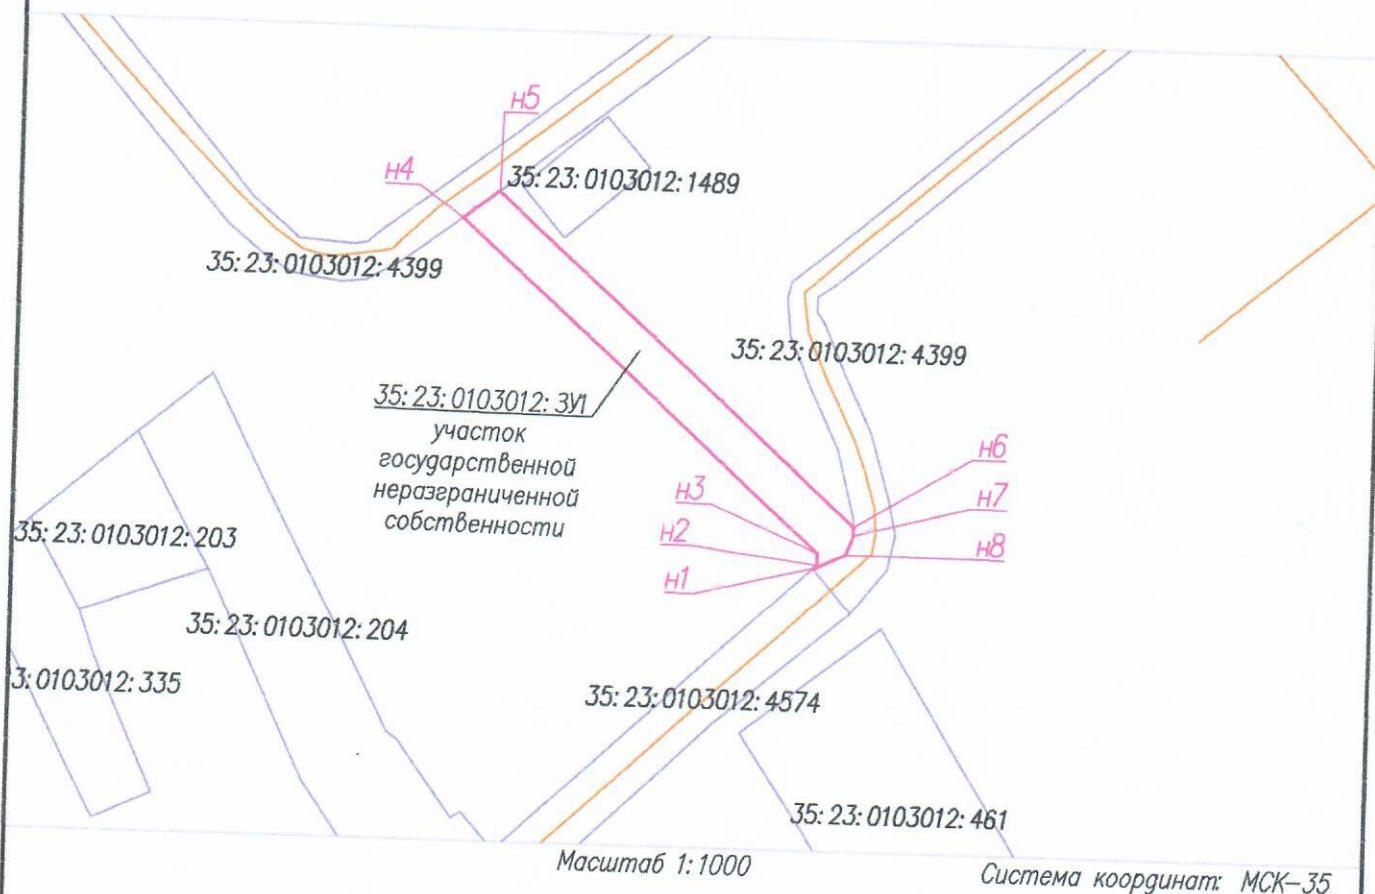 н5
н4
35:23:0103012:1489
35:23:0103012:4399
35:23:0103012:4399
35:23:0103012:ЗУ1
участок
государственной
неразграниченной
собственности
н6
н3
н7
н2
н8
н1
35:23:0103012:203
35:23:0103012:204
3:0103012:335
35:23:0103012:4574
35:23:0103012:461
Масштаб 1:1000
Система координат: МСК-35